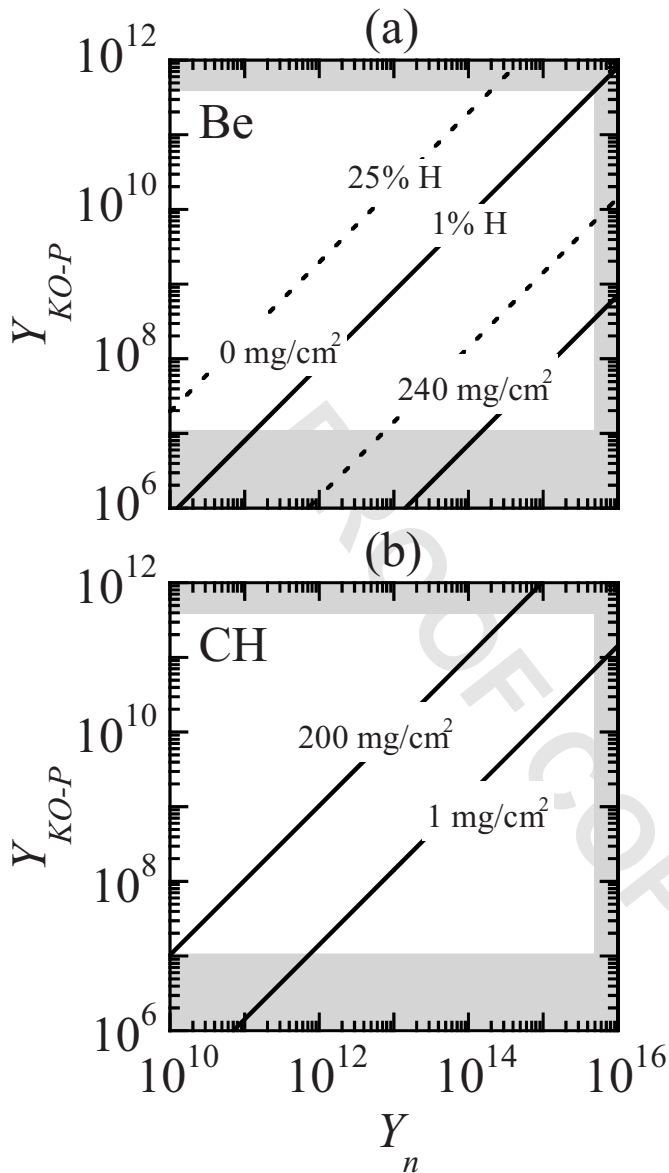 (a)
10^12
Be
25% H
10^10
1% H
Y_KO-P
10^8
0 mg/cm^2
240 mg/cm^2
10^6
(b)
10^12
CH
10^10
200 mg/cm^2
1 mg/cm^2
Y_KO-P
10^8
10^6
10^10
10^12
10^14
10^16
Y_n
PROOF COP